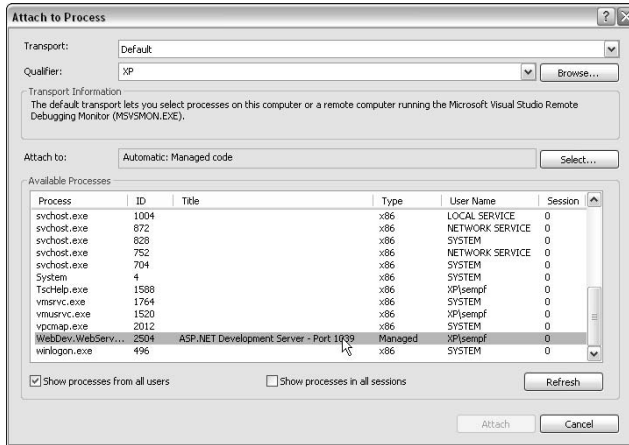 Attach to Process
Transport: Default
Qualifier: XP Browse...
Transport Information
The default transport lets you select processes on this computer or a remote computer running the Microsoft Visual Studio Remote
Debugging Monitor (MSVSMON.EXE).
Attach to: Automatic: Managed code Select...
Available Processes
Process ID Title Type User Name Session
svchost.exe 1004 x86 LOCAL SERVICE 0
svchost.exe 872 x86 NETWORK SERVICE 0
svchost.exe 828 x86 SYSTEM 0
svchost.exe 752 x86 NETWORK SERVICE 0
svchost.exe 704 x86 SYSTEM 0
System 4 x86 SYSTEM 0
TscHelp.exe 1588 x86 XP\sempf 0
vmsrvc.exe 1764 x86 SYSTEM 0
vmusrvc.exe 1520 x86 XP\sempf 0
vpcmap.exe 2012 x86 SYSTEM 0
WebDev.WebServ... 2504 ASP.NET Development Server - Port 1039 Managed XP\sempf 0
winlogon.exe 496 x86 SYSTEM 0
Show processes from all users Show processes in all sessions Refresh
Attach Cancel